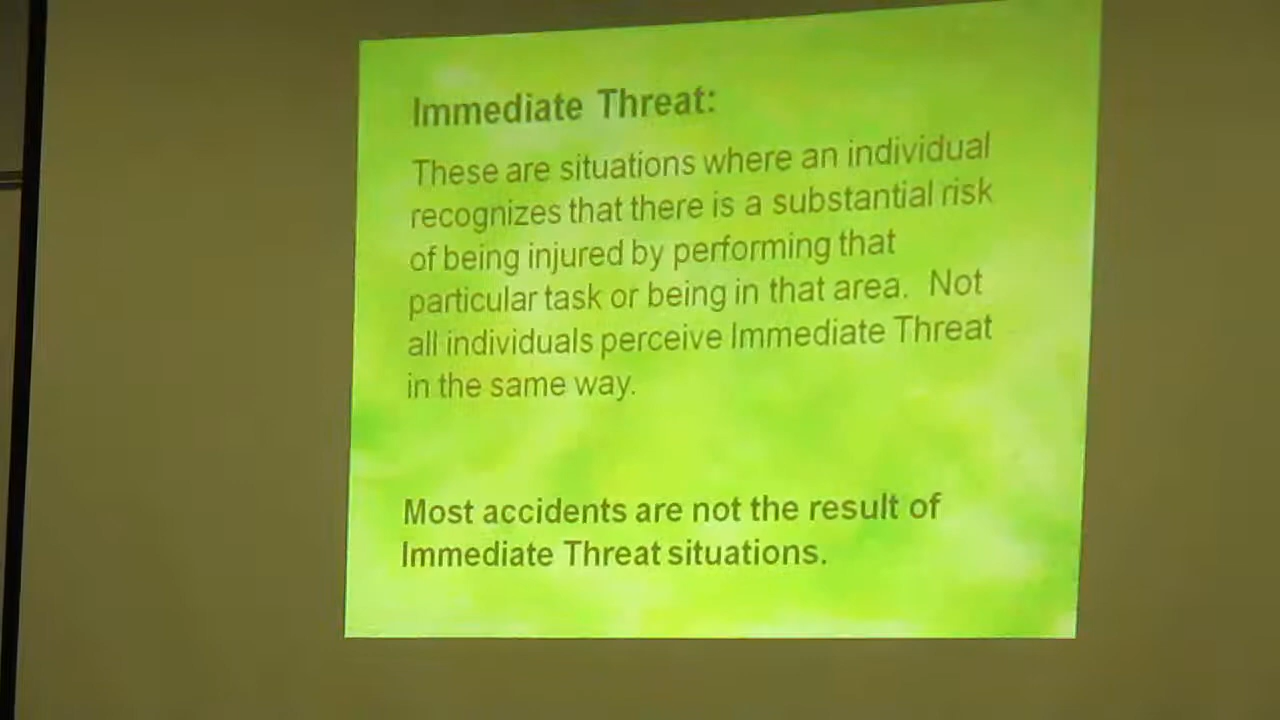 Immediate Threat:
These are situations where an individual
recognizes that there is a substantial risk
of being injured by performing that
particular task or being in that area.  Not
all individuals perceive Immediate Threat
in the same way.
Most accidents are not the result of
Immediate Threat situations.